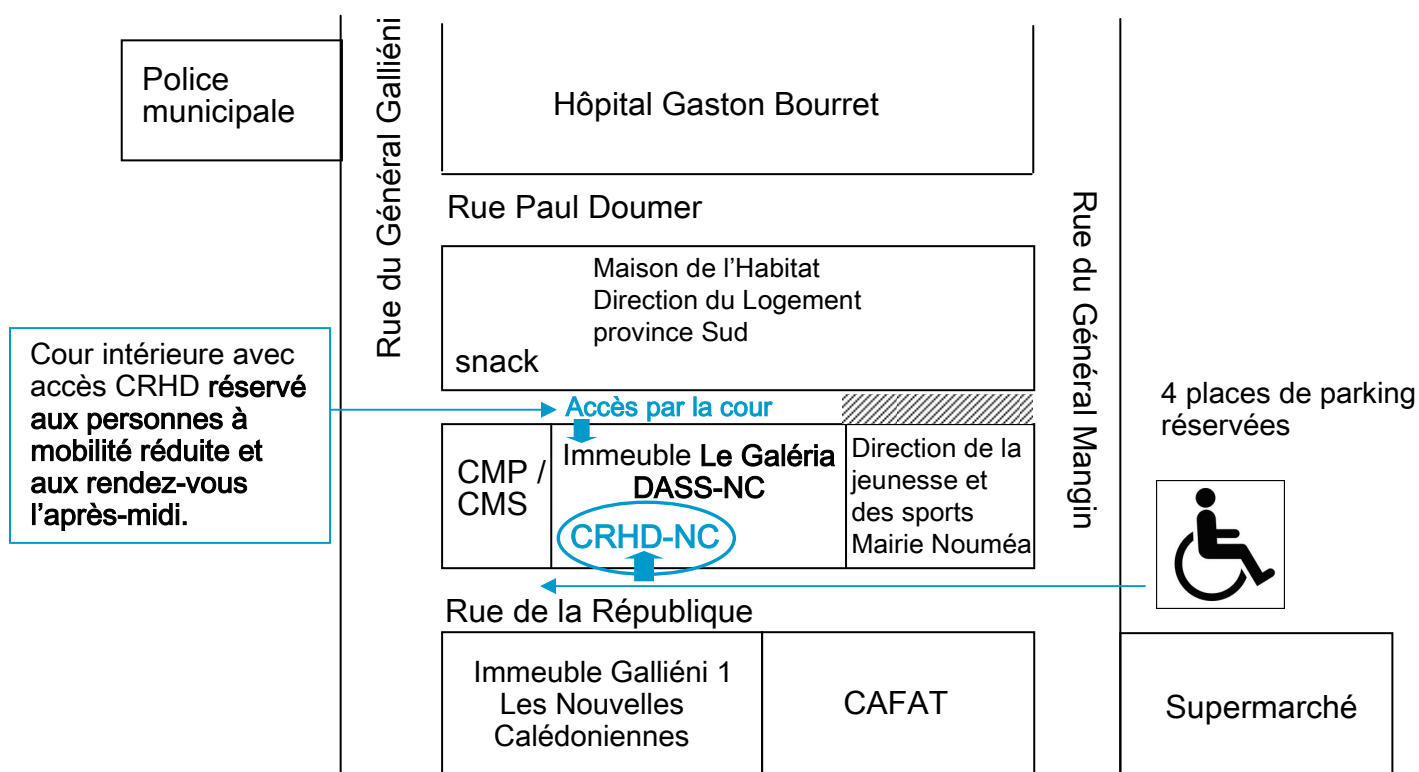 Police
municipale
Rue du Général Galliéni
Hôpital Gaston Bourret
Rue Paul Doumer
Rue du Général Mangin
Maison de l’Habitat
Direction du Logement
province Sud
snack
Cour intérieure avec
accès CRHD réservé
aux personnes à
mobilité réduite et
aux rendez-vous
l’après-midi.
Accès par la cour
4 places de parking
réservées
CMP /
CMS
Immeuble Le Galéria
DASS-NC
CRHD-NC
Direction de la
jeunesse et
des sports
Mairie Nouméa
Rue de la République
Immeuble Galliéni 1
Les Nouvelles
Calédoniennes
CAFAT
Supermarché